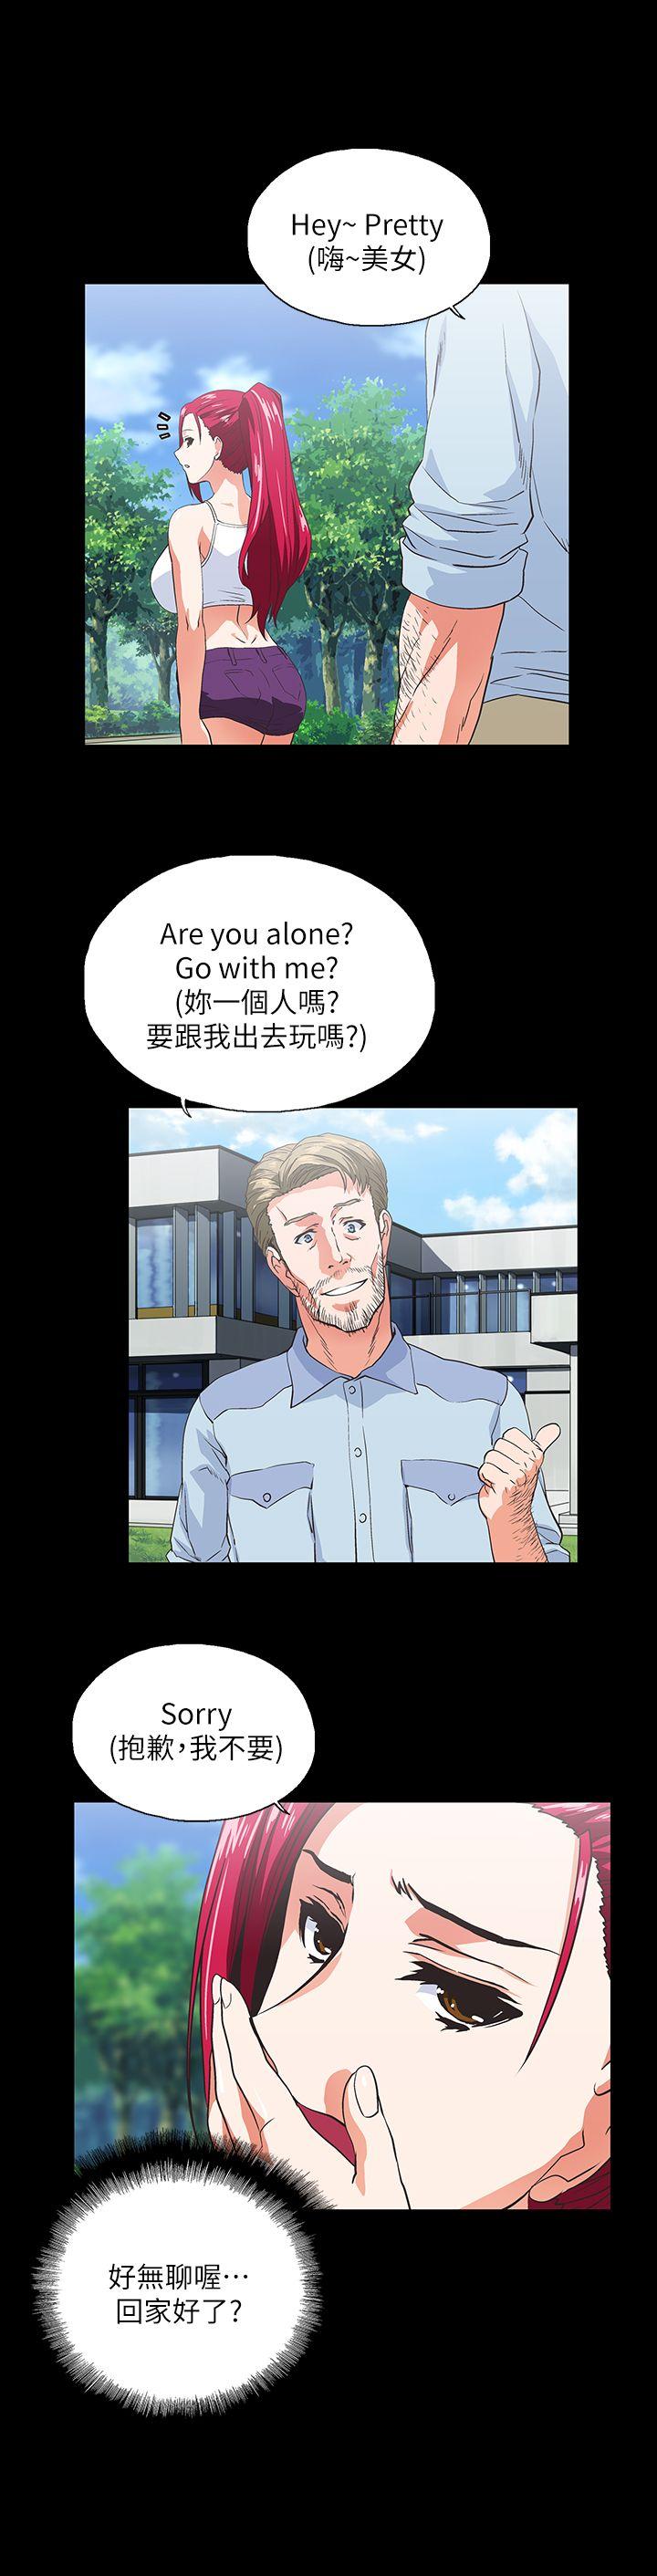 Hey~ Pretty
(嗨~美女)
Are you alone?
Go with me?
(妳一個人嗎?
要跟我出去玩嗎?)
Sorry
(抱歉，我不要)
好無聊喔⋯
回家好了?